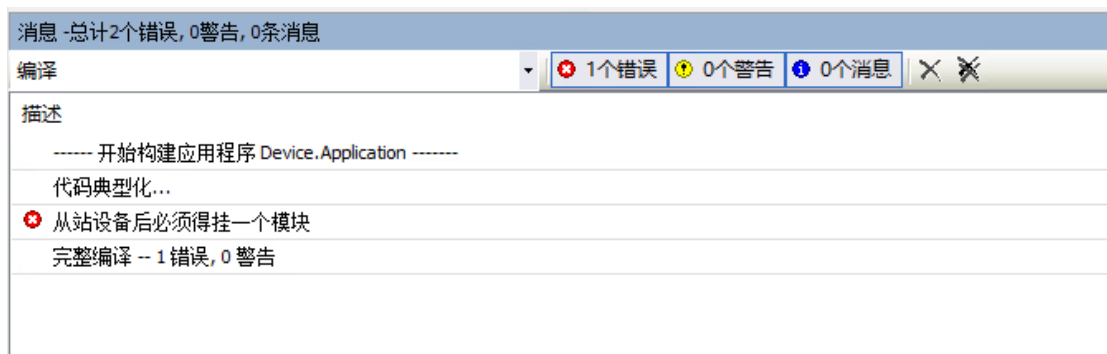 消息 -总计2个错误, 0警告, 0条消息
编译 1个错误 0个警告 0个消息
描述
------ 开始构建应用程序 Device.Application -------
代码典型化...
从站设备后必须得挂一个模块
完整编译 -- 1 错误, 0 警告